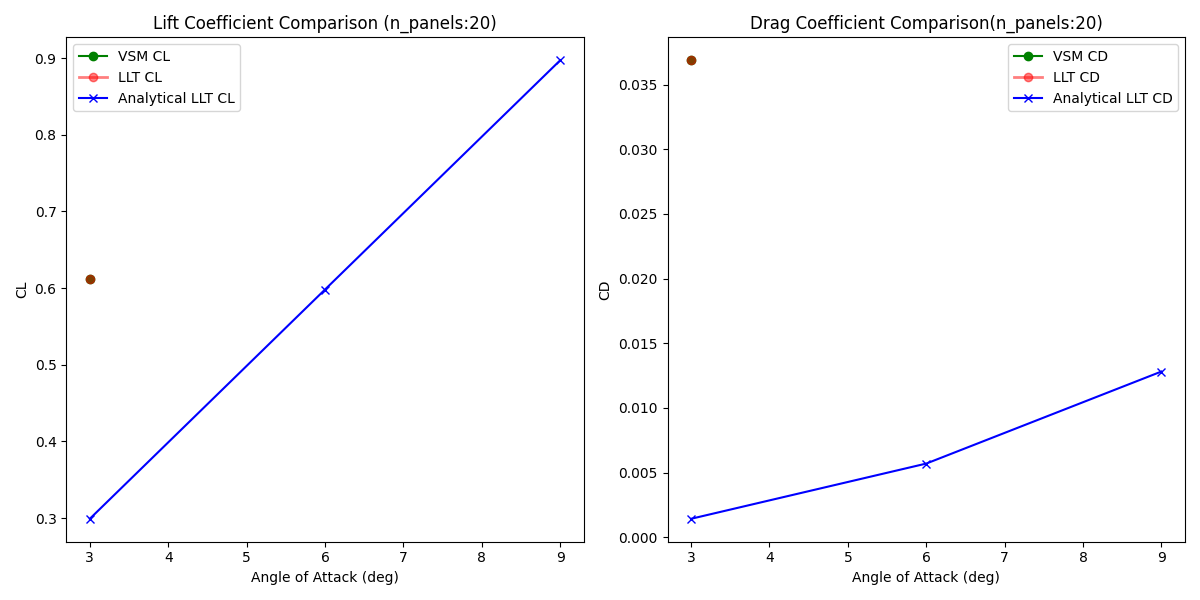 Lift Coefficient Comparison (n_panels:20)
VSM CL
LLT CL
Analytical LLT CL
0.9
0.8
0.7
0.6
0.5
0.4
0.3
CL
3 4 5 6 7 8 9
Angle of Attack (deg)
Drag Coefficient Comparison(n_panels:20)
VSM CD
LLT CD
Analytical LLT CD
0.035
0.030
0.025
0.020
0.015
0.010
0.005
0.000
CD
3 4 5 6 7 8 9
Angle of Attack (deg)